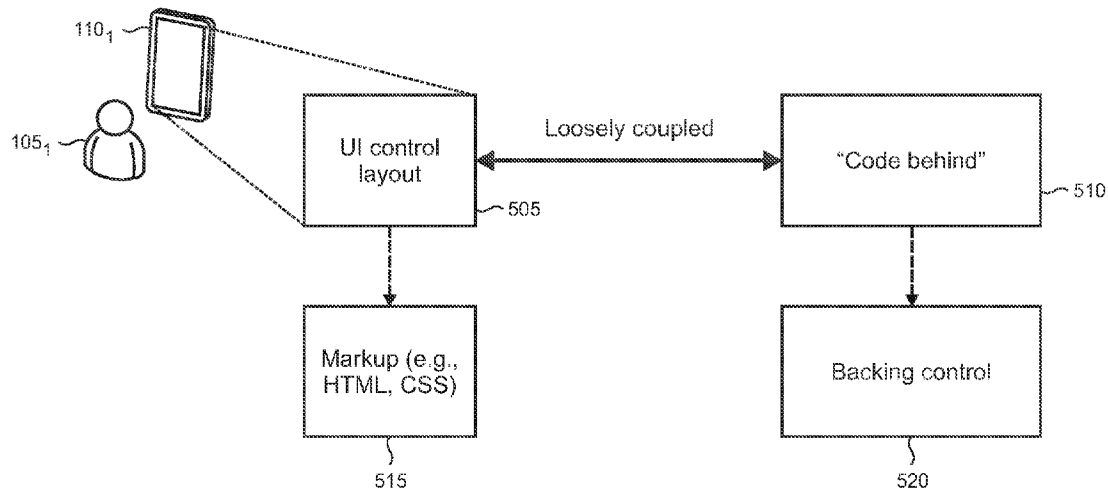 110₁
105₁
Loosely coupled
UI control
layout
“Code behind”
505
510
Markup (e.g.,
HTML, CSS)
Backing control
515
520